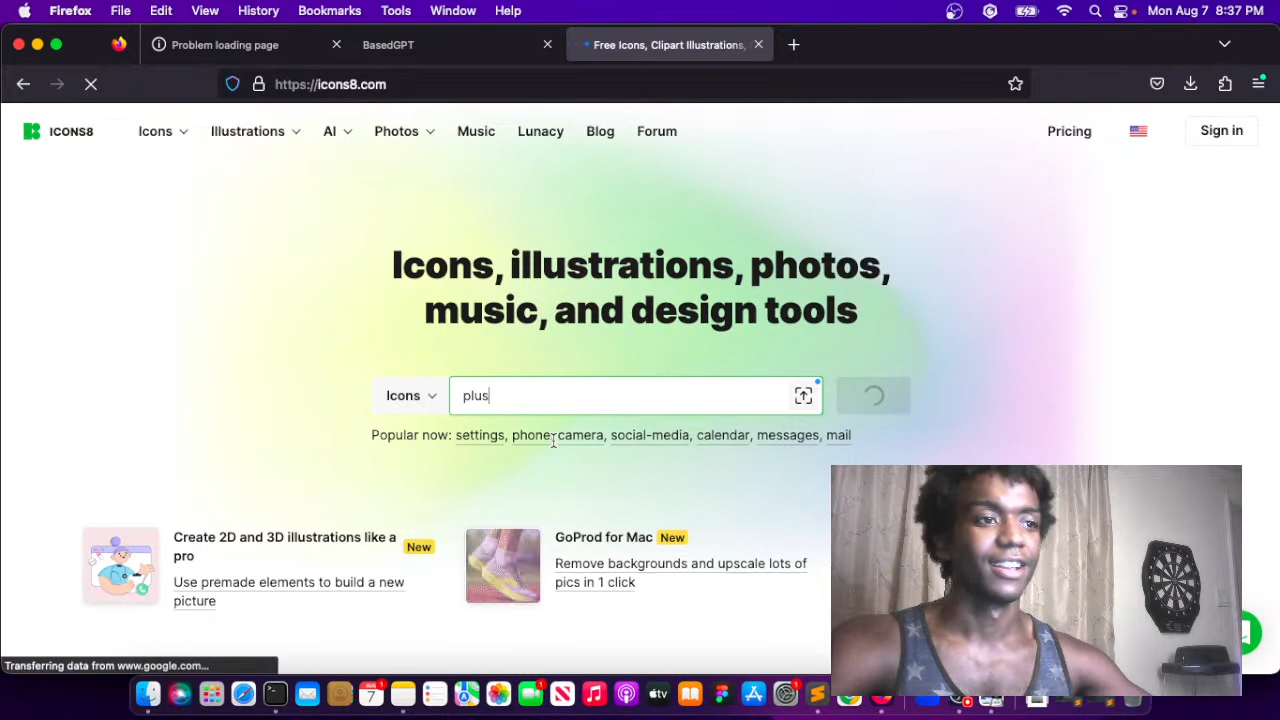 Firefox File Edit View History Bookmarks Tools Window Help Mon Aug 7 8:37 PM
Problem loading page BasedGPT Free Icons, Clipart Illustrations,
https://icons8.com
ICONS8 Icons Illustrations AI Photos Music Lunacy Blog Forum Pricing Sign in
Icons, illustrations, photos,
music, and design tools
Icons plus
Popular now: settings, phone, camera, social-media, calendar, messages, mail
Create 2D and 3D illustrations like a
pro New
Use premade elements to build a new
picture
GoProd for Mac New
Remove backgrounds and upscale lots of
pics in 1 click
Transferring data from www.google.com...